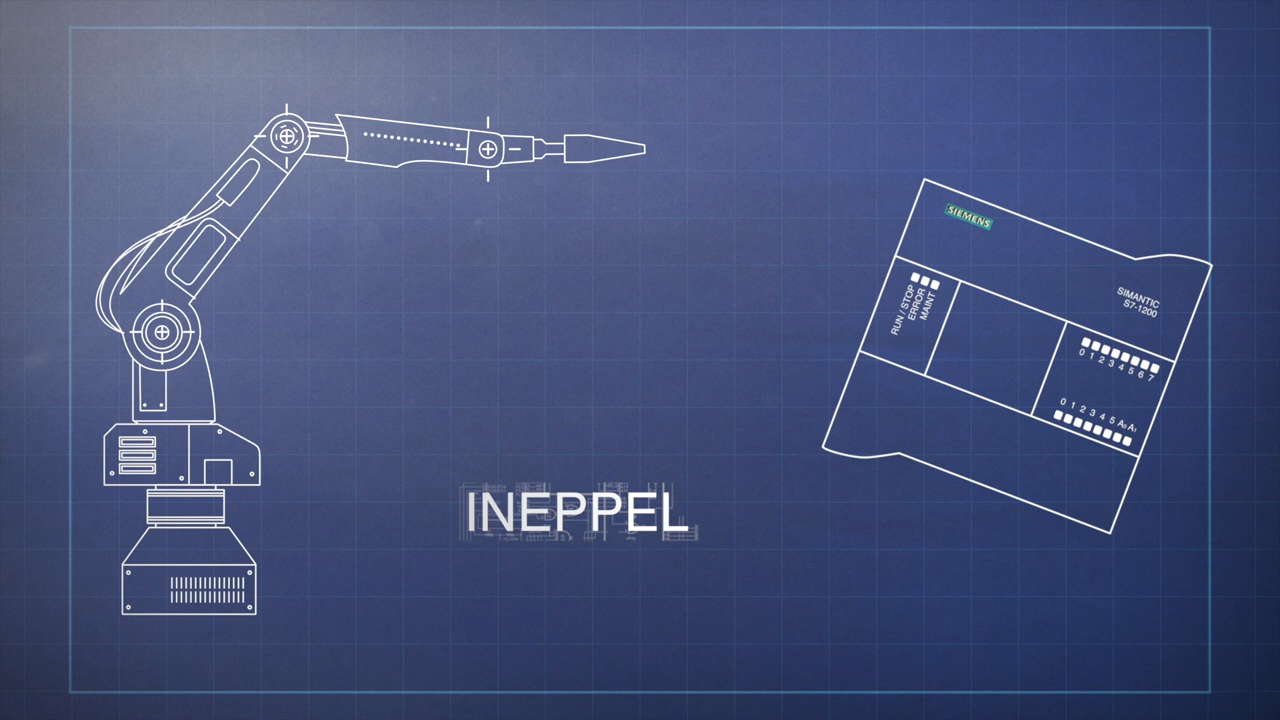 SIEMENS
SIMANTIC
S7-1200
RUN / STOP
ERROR
MAINT
0 1 2 3 4 5 6 7
0 1 2 3 4 5 A0 A1
INEPPEL